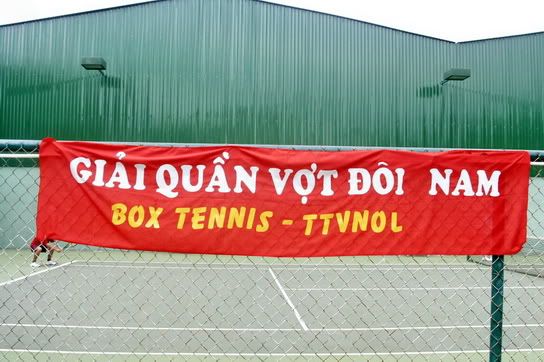 GIẢI QUẦN VỢT ĐÔI NAM
BOX TENNIS - TTVNOL